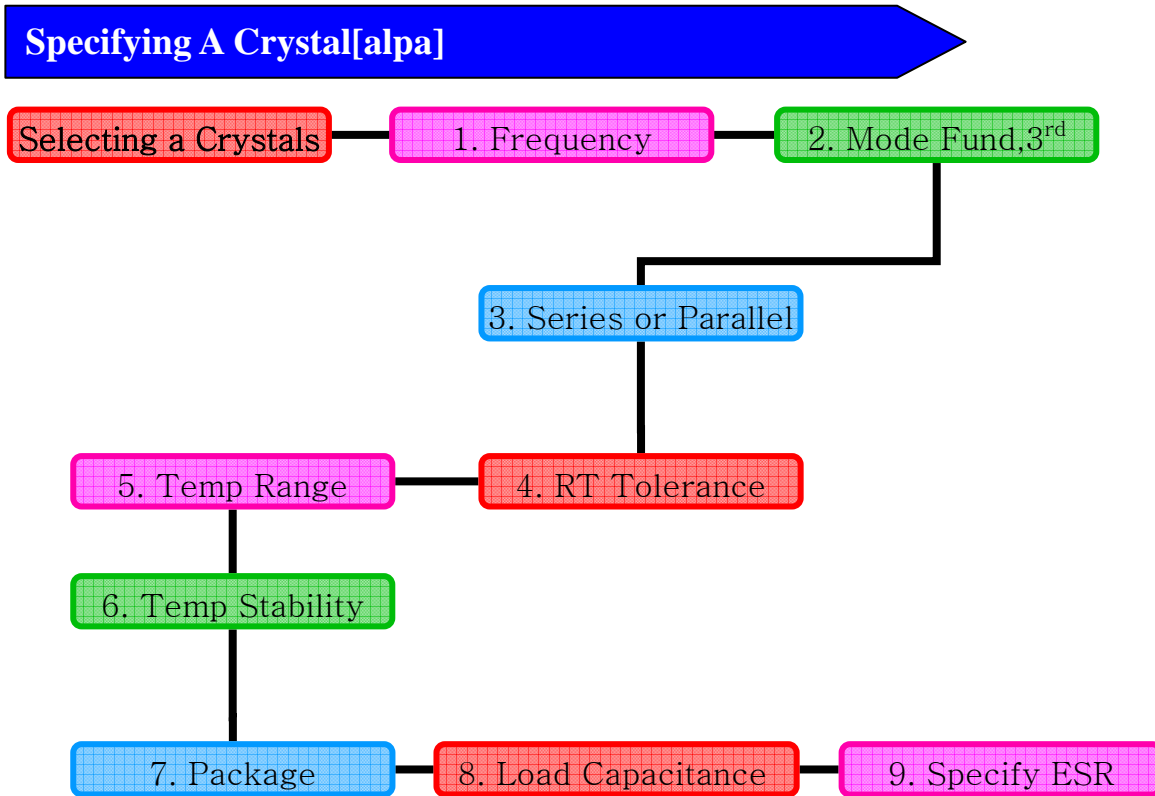 Specifying A Crystal[alpa]
Selecting a Crystals
1. Frequency
2. Mode Fund,3rd
3. Series or Parallel
4. RT Tolerance
5. Temp Range
6. Temp Stability
7. Package
8. Load Capacitance
9. Specify ESR